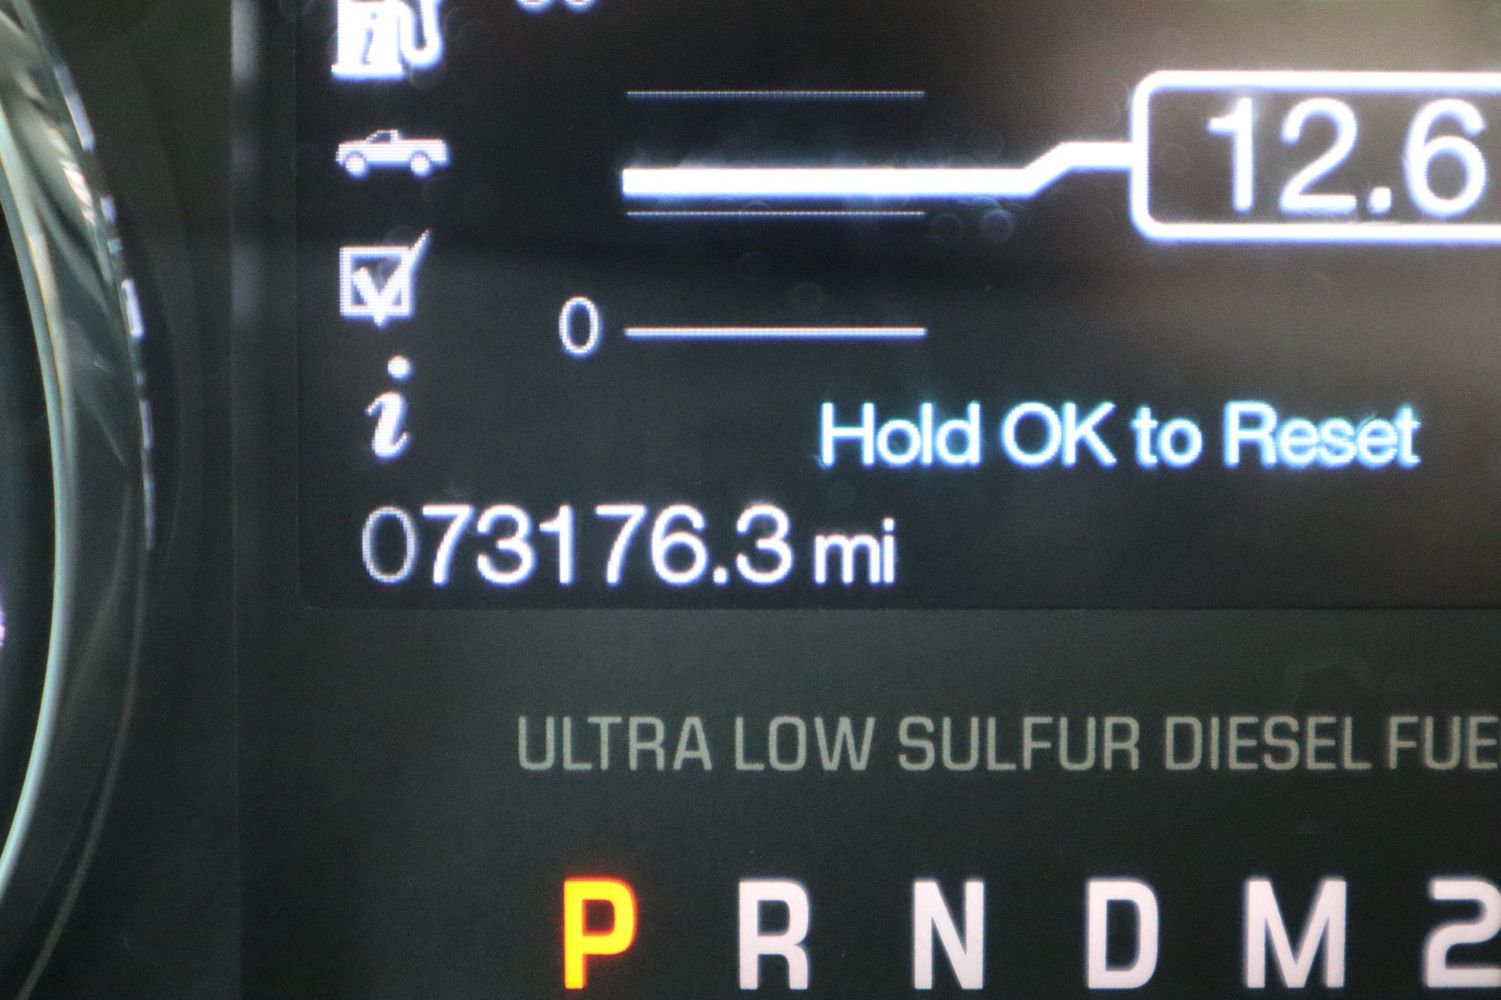 12.6
0
Hold OK to Reset
073176.3 mi
ULTRA LOW SULFUR DIESEL FUE
P R N D M 2